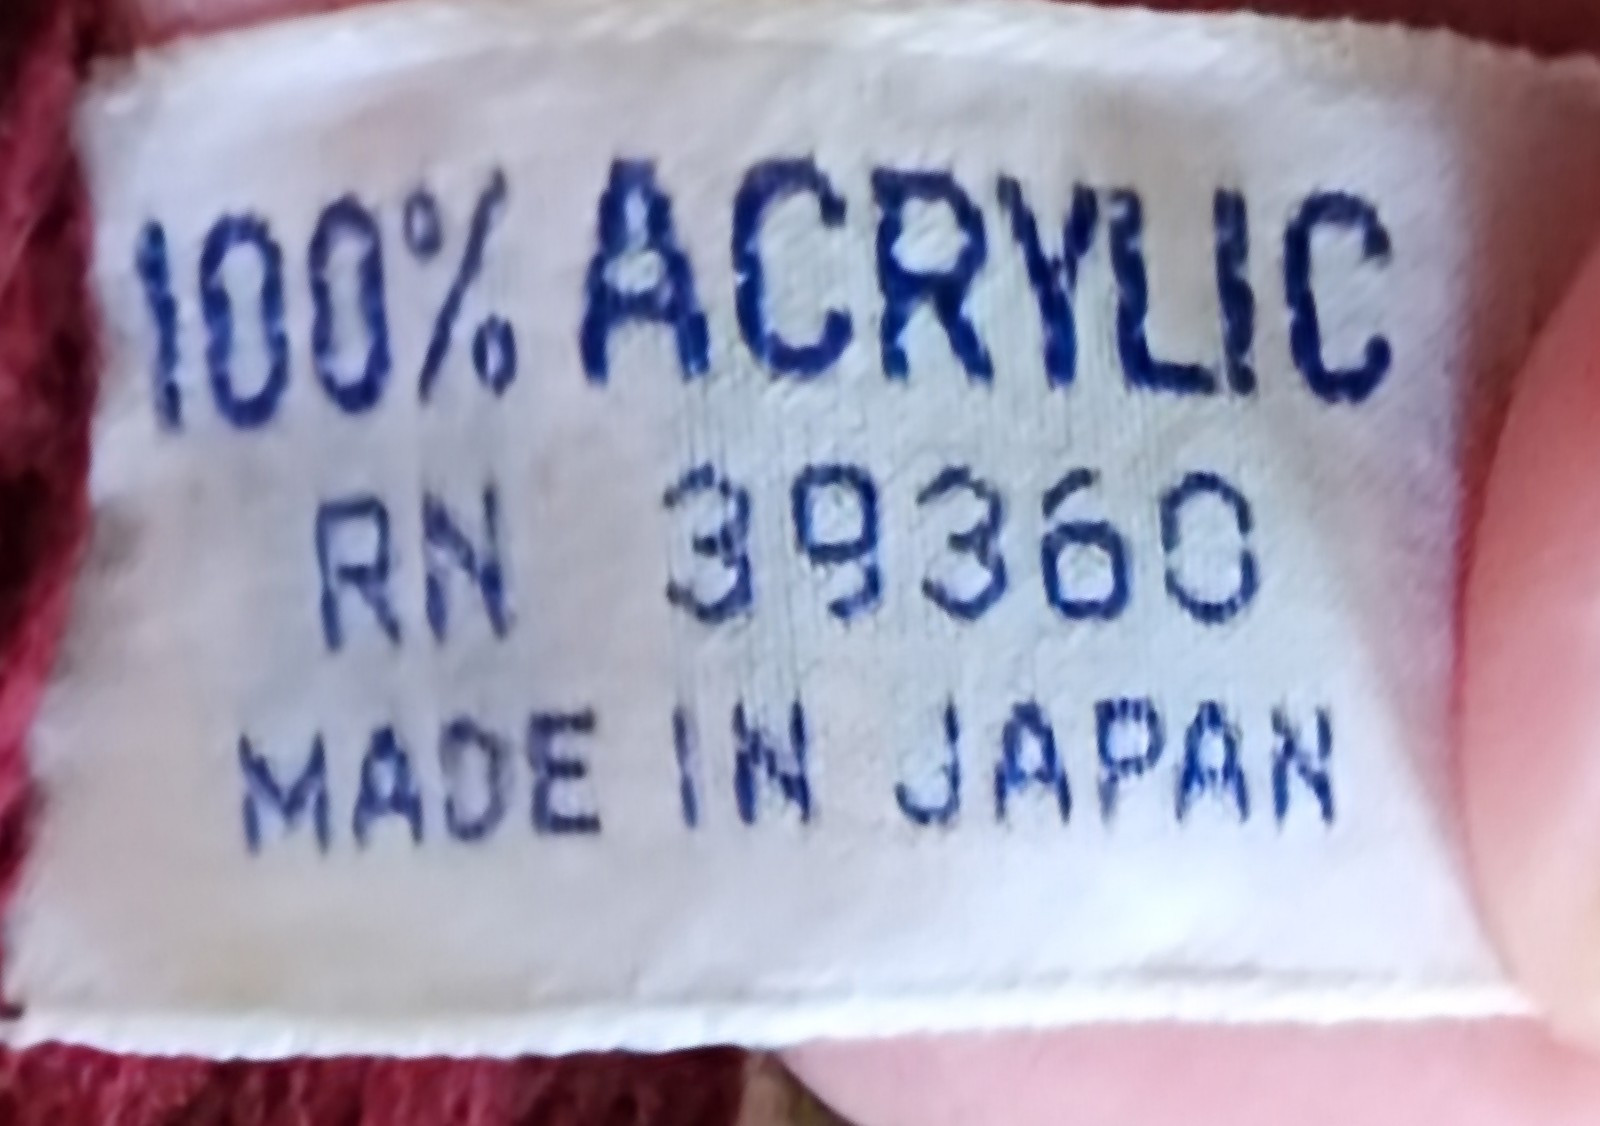 100% ACRYLIC
RN 39360
MADE IN JAPAN